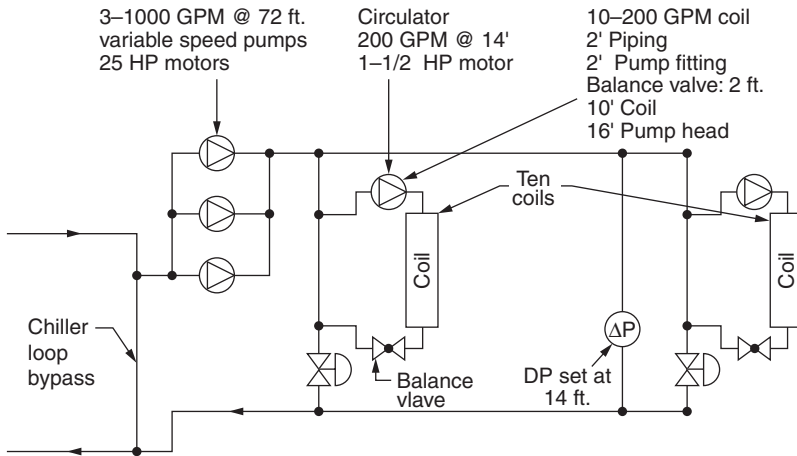 3–1000 GPM @ 72 ft.
variable speed pumps
25 HP motors
Circulator
200 GPM @ 14'
1–1/2 HP motor
10–200 GPM coil
2' Piping
2' Pump fitting
Balance valve: 2 ft.
10' Coil
16' Pump head
Ten
coils
Coil
Coil
Chiller
loop
bypass
ΔP
Balance
vlave
DP set at
14 ft.